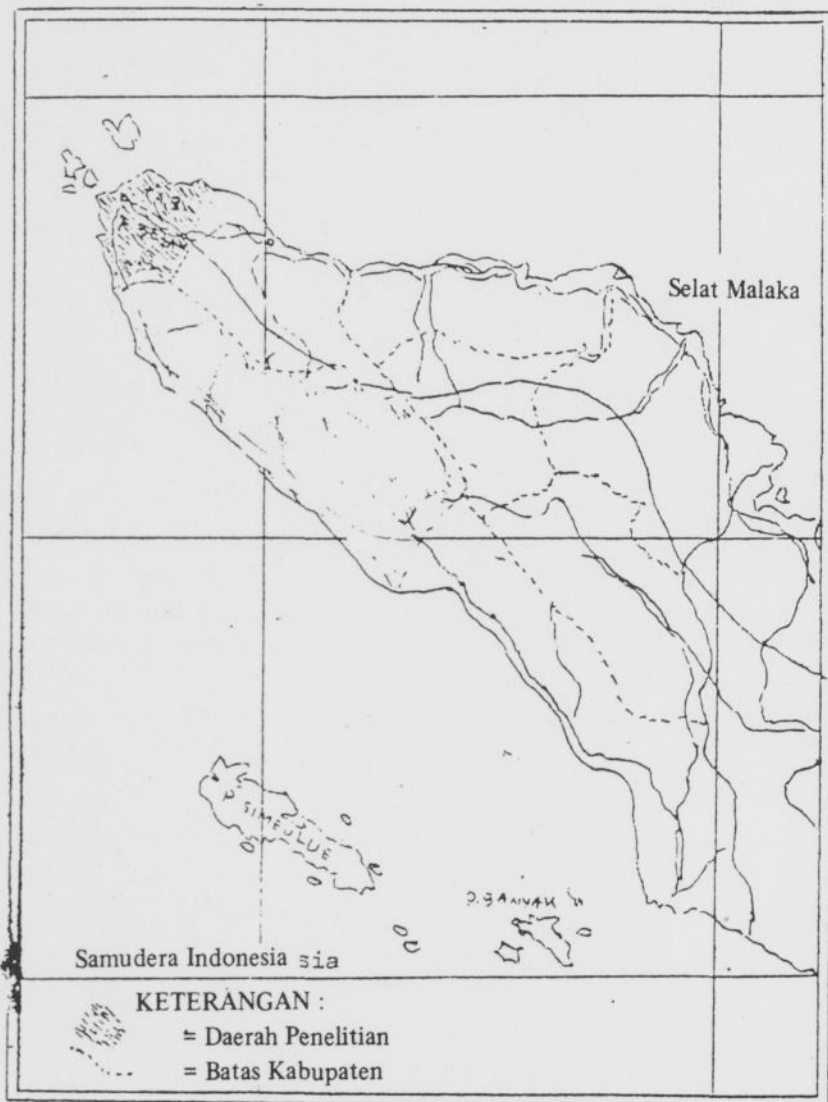 Selat Malaka
P. SIMEULUE
P. BANYAK
Samudera Indonesia sia
KETERANGAN :
= Daerah Penelitian
= Batas Kabupaten